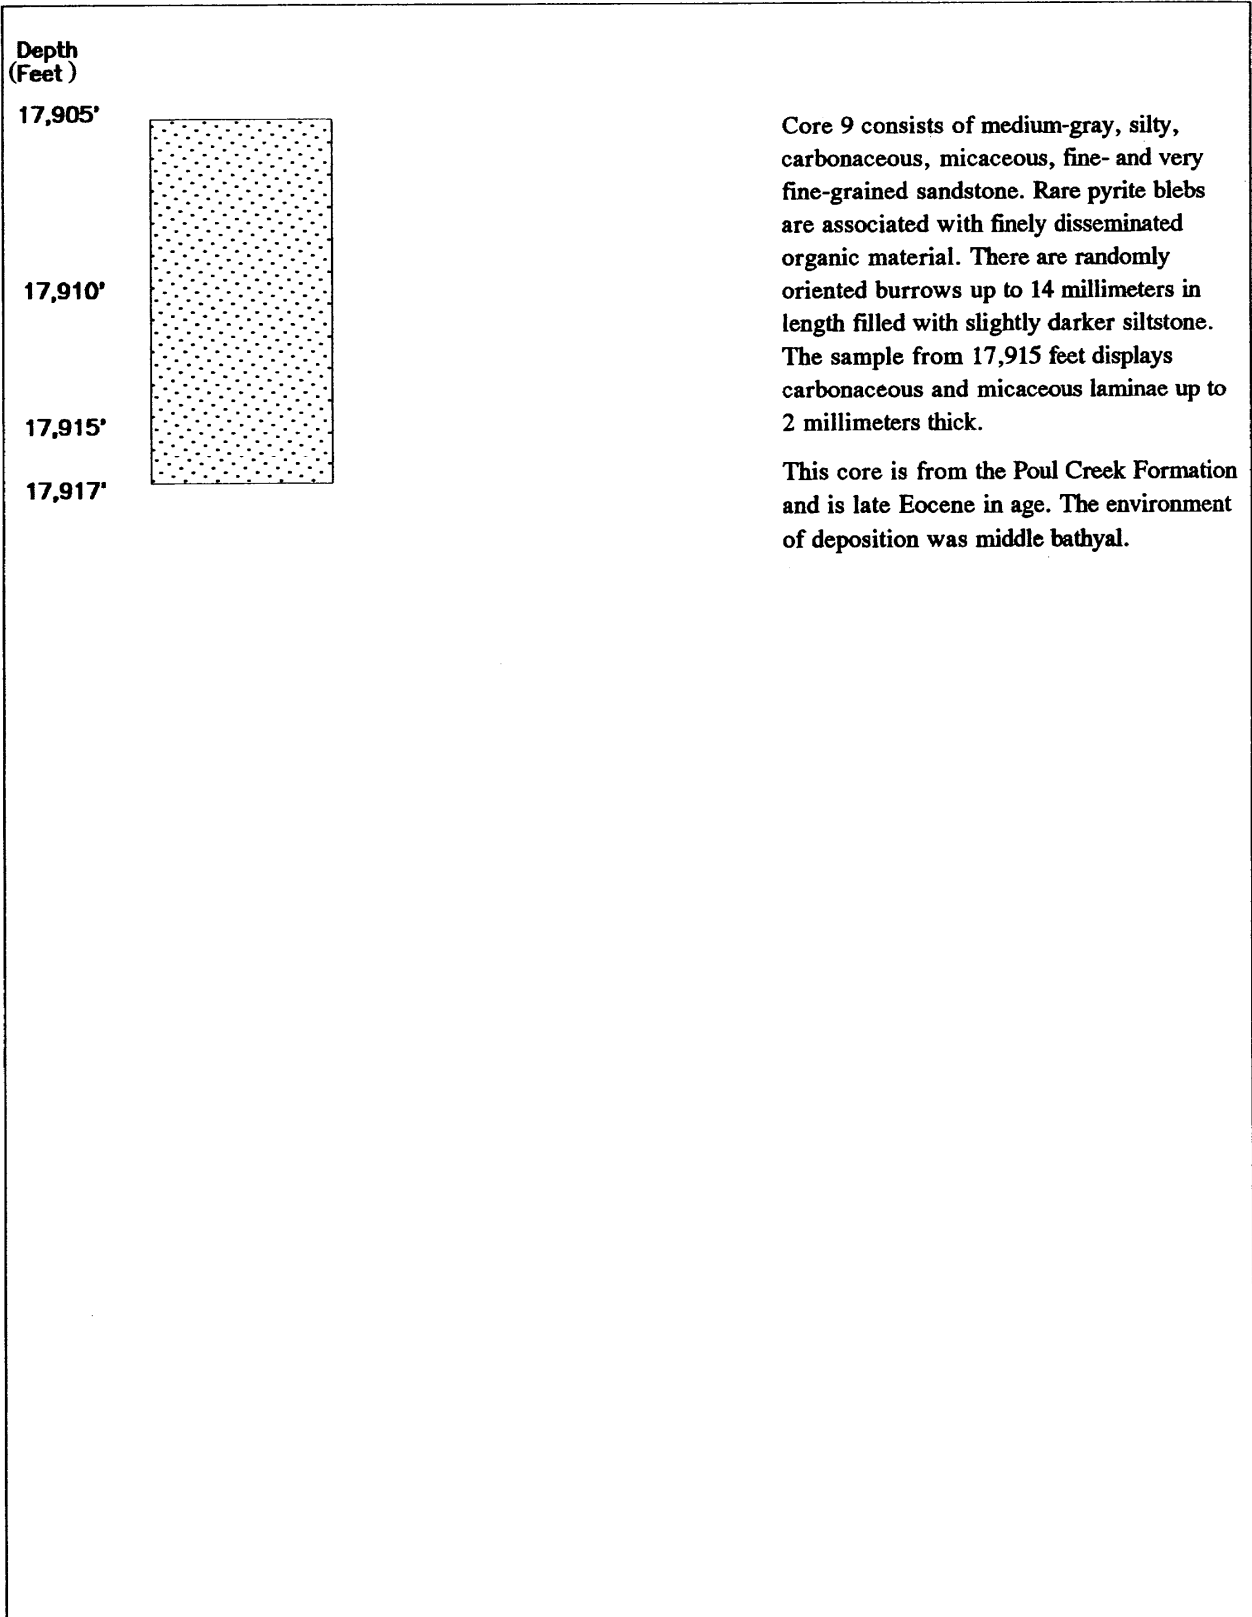 Depth
(Feet)
17,905'
17,910'
17,915'
17,917'
Core 9 consists of medium-gray, silty,
carbonaceous, micaceous, fine- and very
fine-grained sandstone. Rare pyrite blebs
are associated with finely disseminated
organic material. There are randomly
oriented burrows up to 14 millimeters in
length filled with slightly darker siltstone.
The sample from 17,915 feet displays
carbonaceous and micaceous laminae up to
2 millimeters thick.
This core is from the Poul Creek Formation
and is late Eocene in age. The environment
of deposition was middle bathyal.